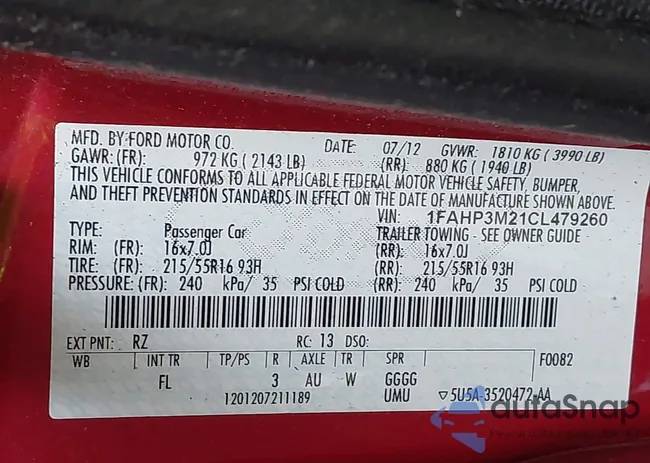 MFD. BY FORD MOTOR CO. DATE: 07/12 GVWR: 1810 KG ( 3990 LB)
GAWR: (FR): 972 KG ( 2143 LB) (RR): 880 KG ( 1940 LB)
THIS VEHICLE CONFORMS TO ALL APPLICABLE FEDERAL MOTOR VEHICLE SAFETY, BUMPER,
AND THEFT PREVENTION STANDARDS IN EFFECT ON THE DATE OF MANUFACTURE SHOWN ABOVE.
VIN: 1FAHP3M21CL479260
TYPE: Passenger Car TRAILER TOWING - SEE OWNER GUIDE
RIM: (FR): 16x7.0J (RR): 16x7.0J
TIRE: (FR): 215/55R16 93H (RR): 215/55R16 93H
PRESSURE: (FR): 240 kPa/ 35 PSI COLD (RR): 240 kPa/ 35 PSI COLD
EXT PNT: RZ RC: 13 DSO:
WB INT TR TP/PS R AXLE TR SPR F0082
FL 3 AU W GGGG
1201207211189 UMU ▽5U5A-3520472-AA
autoSnap